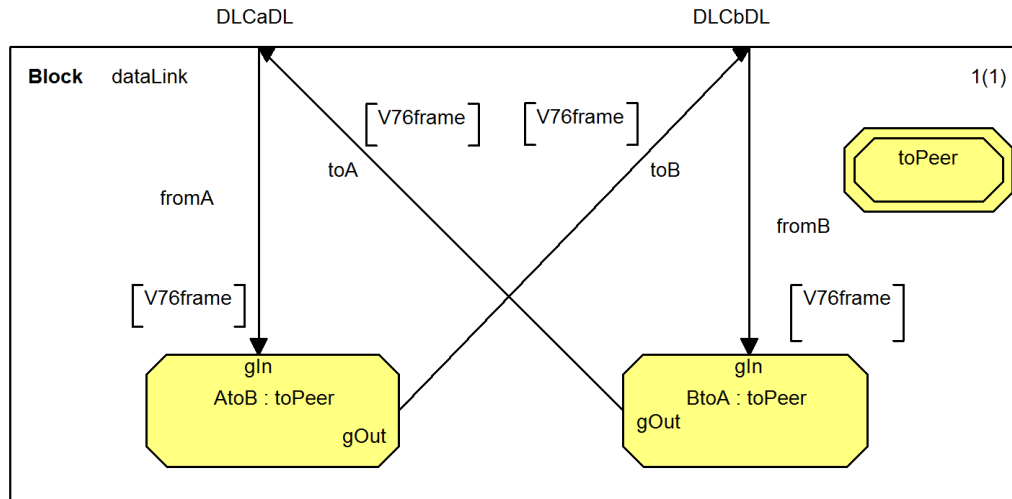 DLCaDL
DLCbDL
Block dataLink
1(1)
[V76frame]
[V76frame]
toPeer
toA
toB
fromA
fromB
[V76frame]
[V76frame]
gIn
gIn
AtoB : toPeer
BtoA : toPeer
gOut
gOut